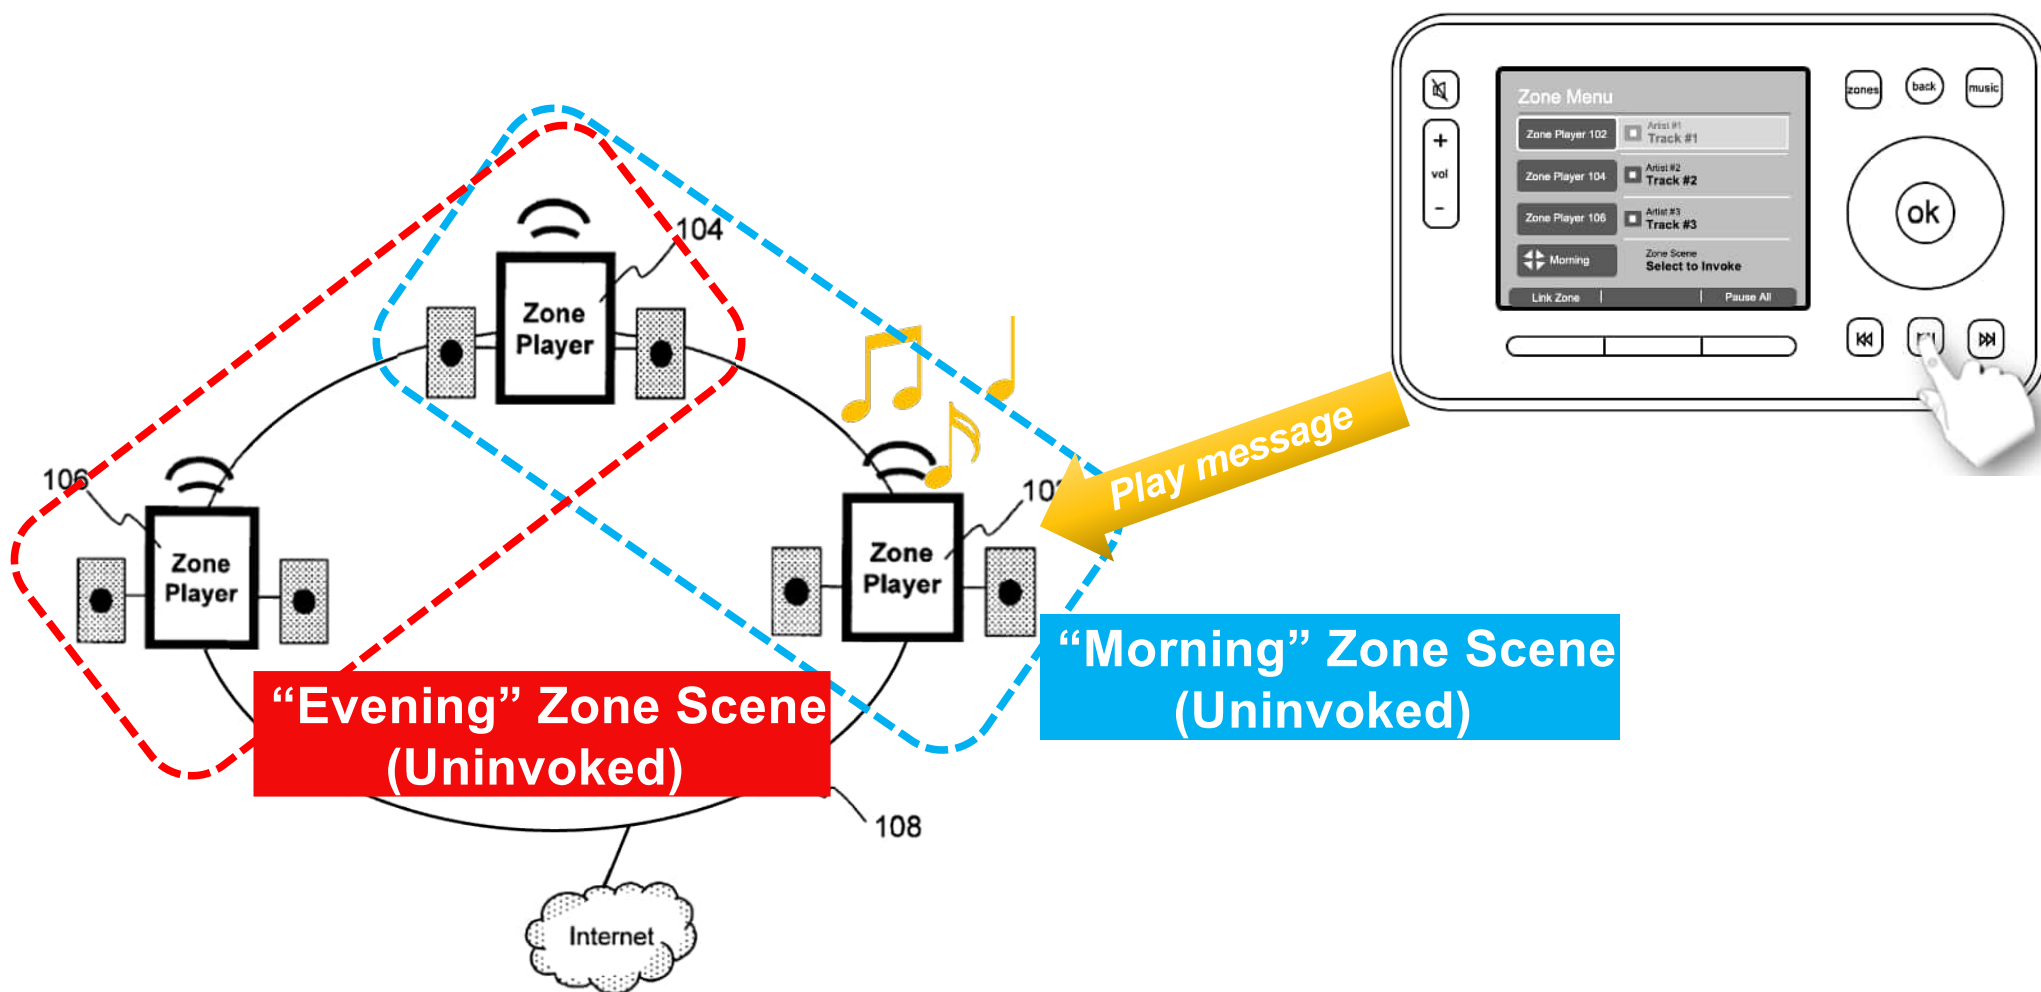 104
Zone
Player
106
Zone
Player
Zone
Player
Play message
“Evening” Zone Scene
(Uninvoked)
“Morning” Zone Scene
(Uninvoked)
108
Internet
Zone Menu
Zone Player 102
Artist #1
Track #1
Zone Player 104
Artist #2
Track #2
Zone Player 106
Artist #3
Track #3
Morning
Zone Scene
Select to Invoke
Link Zone
Pause All
+
vol
-
zones
back
music
ok